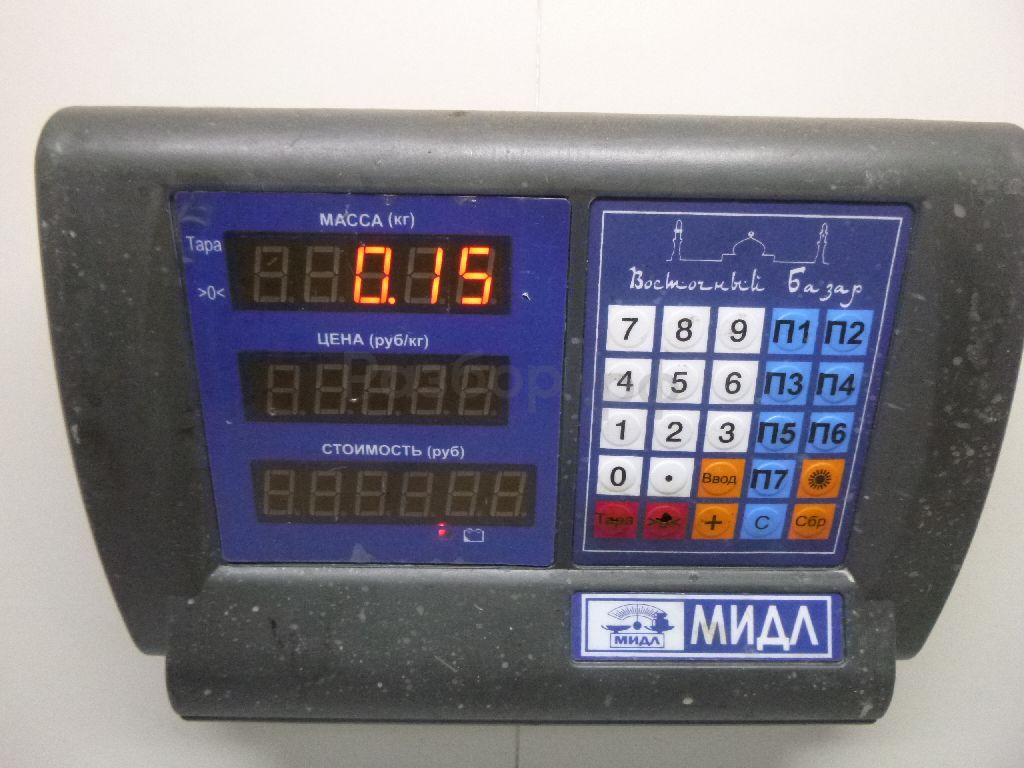 МАССА (кг)
Тара
0.15
>0<
ЦЕНА (руб/кг)
СТОИМОСТЬ (руб)
Восточный Базар
7 8 9 П1 П2
4 5 6 П3 П4
1 2 3 П5 П6
0 . Ввод П7
Тара >0< + С Сбр
МИДЛ МИДЛ